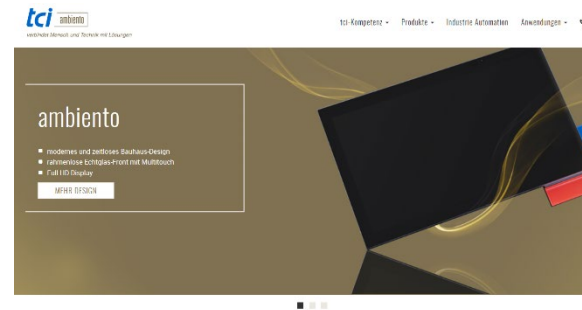 tci ambiento
verbindet Mensch und Technik mit Lösungen
tci-Kompetenz
Produkte
Industrie Automation
Anwendungen
ambiento
modernes und zeitloses Bauhaus-Design
rahmenlose Echtglas-Front mit Multitouch
Full HD Display
MEHR DESIGN